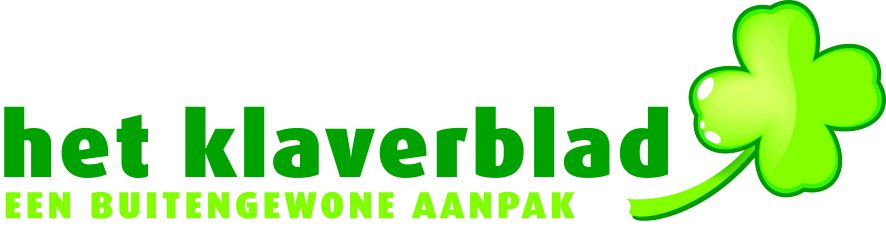 het klaverblad
EEN BUITENGEWONE AANPAK